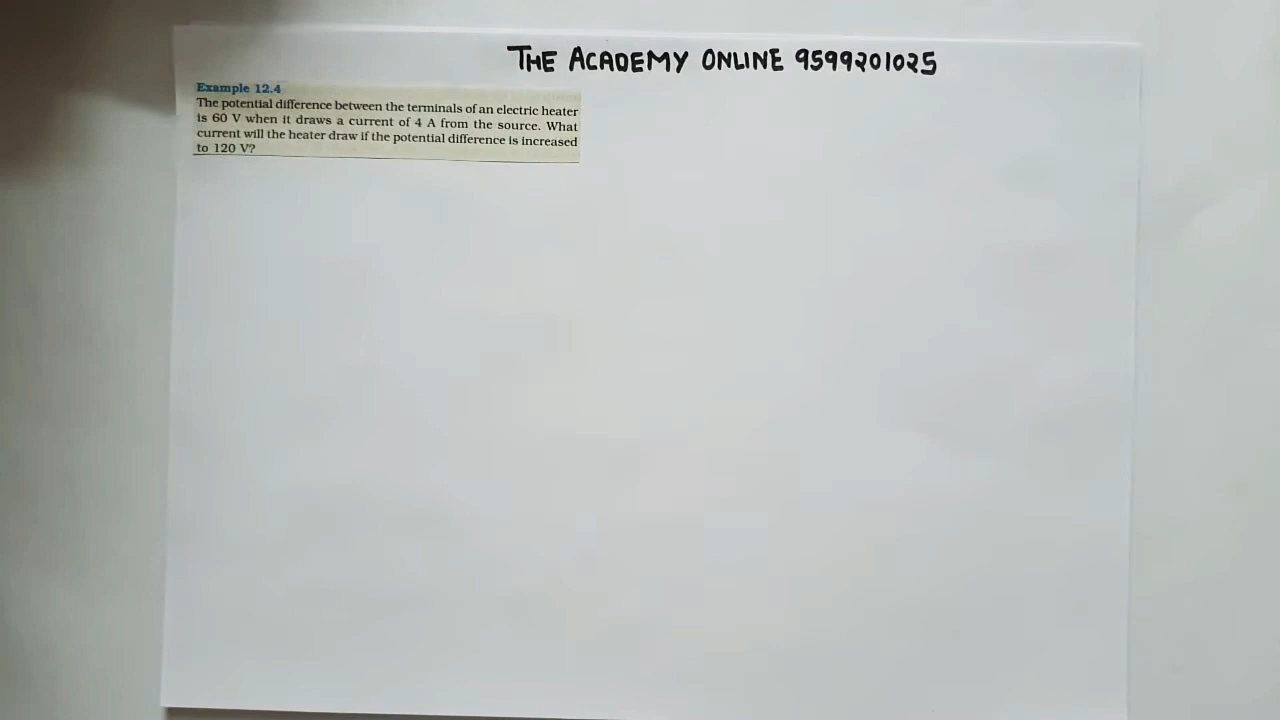 THE ACADEMY ONLINE 9599201025
Example 12.4
The potential difference between the terminals of an electric heater
is 60 V when it draws a current of 4 A from the source. What
current will the heater draw if the potential difference is increased
to 120 V?